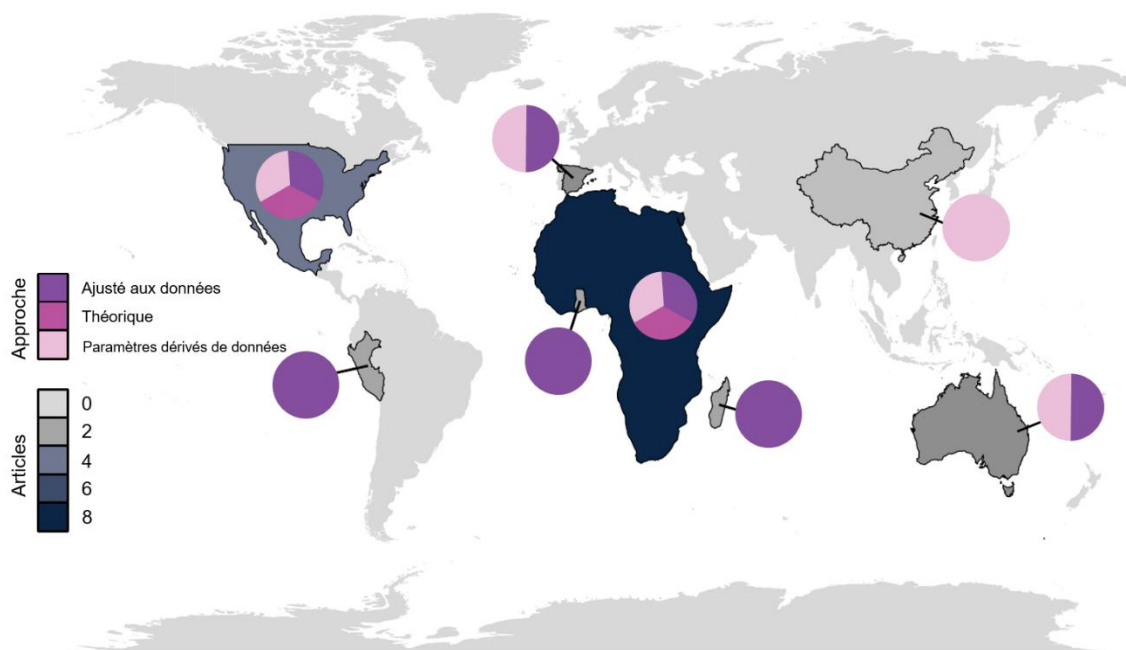 Approche
Ajusté aux données
Théorique
Paramètres dérivés de données
Articles
0
2
4
6
8